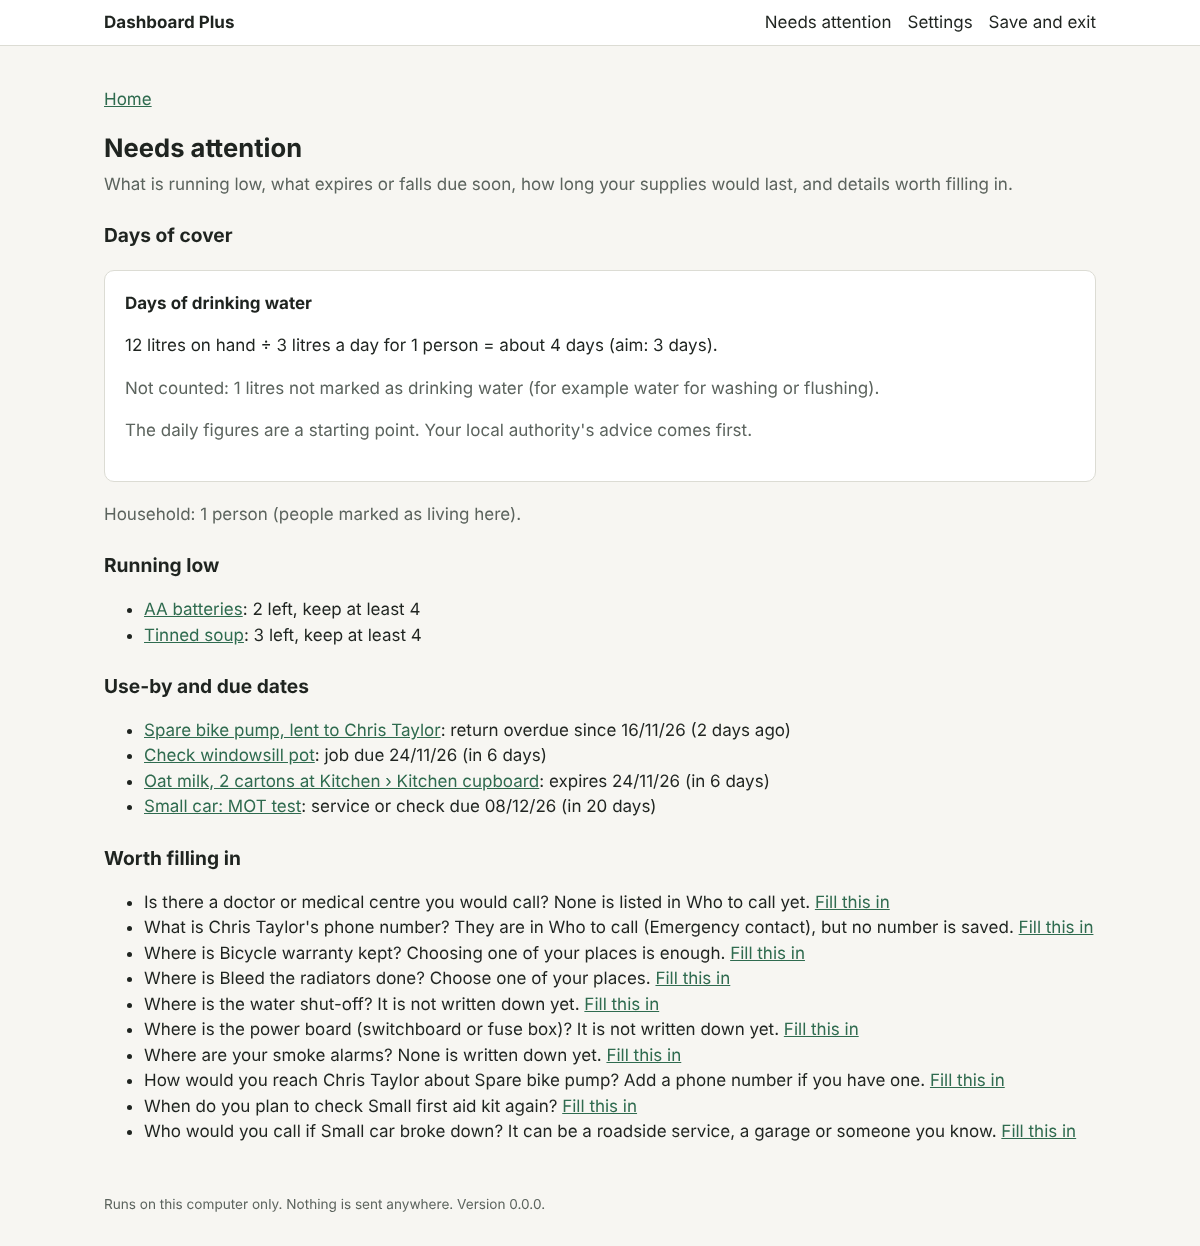 Dashboard Plus
Needs attention Settings Save and exit
Home
Needs attention
What is running low, what expires or falls due soon, how long your supplies would last, and details worth filling in.
Days of cover
Days of drinking water
12 litres on hand ÷ 3 litres a day for 1 person = about 4 days (aim: 3 days).
Not counted: 1 litres not marked as drinking water (for example water for washing or flushing).
The daily figures are a starting point. Your local authority's advice comes first.
Household: 1 person (people marked as living here).
Running low
• AA batteries: 2 left, keep at least 4
• Tinned soup: 3 left, keep at least 4
Use-by and due dates
• Spare bike pump, lent to Chris Taylor: return overdue since 16/11/26 (2 days ago)
• Check windowsill pot: job due 24/11/26 (in 6 days)
• Oat milk, 2 cartons at Kitchen › Kitchen cupboard: expires 24/11/26 (in 6 days)
• Small car: MOT test: service or check due 08/12/26 (in 20 days)
Worth filling in
• Is there a doctor or medical centre you would call? None is listed in Who to call yet. Fill this in
• What is Chris Taylor's phone number? They are in Who to call (Emergency contact), but no number is saved. Fill this in
• Where is Bicycle warranty kept? Choosing one of your places is enough. Fill this in
• Where is Bleed the radiators done? Choose one of your places. Fill this in
• Where is the water shut-off? It is not written down yet. Fill this in
• Where is the power board (switchboard or fuse box)? It is not written down yet. Fill this in
• Where are your smoke alarms? None is written down yet. Fill this in
• How would you reach Chris Taylor about Spare bike pump? Add a phone number if you have one. Fill this in
• When do you plan to check Small first aid kit again? Fill this in
• Who would you call if Small car broke down? It can be a roadside service, a garage or someone you know. Fill this in
Runs on this computer only. Nothing is sent anywhere. Version 0.0.0.